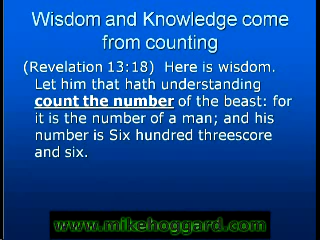 Wisdom and Knowledge come
from counting
(Revelation 13:18)  Here is wisdom.
Let him that hath understanding
count the number of the beast: for
it is the number of a man; and his
number is Six hundred threescore
and six.
www.mikehoggard.com